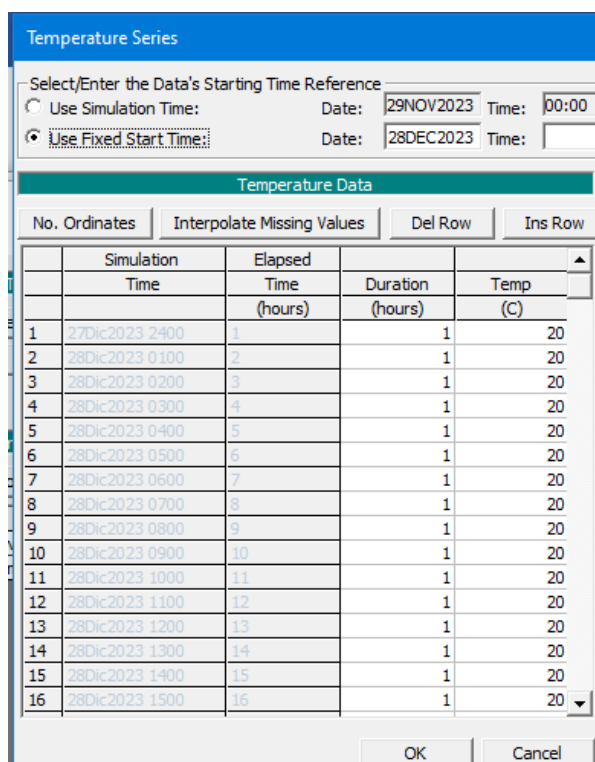 Temperature Series
Select/Enter the Data's Starting Time Reference
Use Simulation Time: Date: 29NOV2023 Time: 00:00
Use Fixed Start Time: Date: 28DEC2023 Time:
Temperature Data
No. Ordinates Interpolate Missing Values Del Row Ins Row
Simulation Elapsed
Time Time Duration Temp
(hours) (hours) (C)
1 27Dic2023 2400 1 1 20
2 28Dic2023 0100 2 1 20
3 28Dic2023 0200 3 1 20
4 28Dic2023 0300 4 1 20
5 28Dic2023 0400 5 1 20
6 28Dic2023 0500 6 1 20
7 28Dic2023 0600 7 1 20
8 28Dic2023 0700 8 1 20
9 28Dic2023 0800 9 1 20
10 28Dic2023 0900 10 1 20
11 28Dic2023 1000 11 1 20
12 28Dic2023 1100 12 1 20
13 28Dic2023 1200 13 1 20
14 28Dic2023 1300 14 1 20
15 28Dic2023 1400 15 1 20
16 28Dic2023 1500 16 1 20
OK Cancel